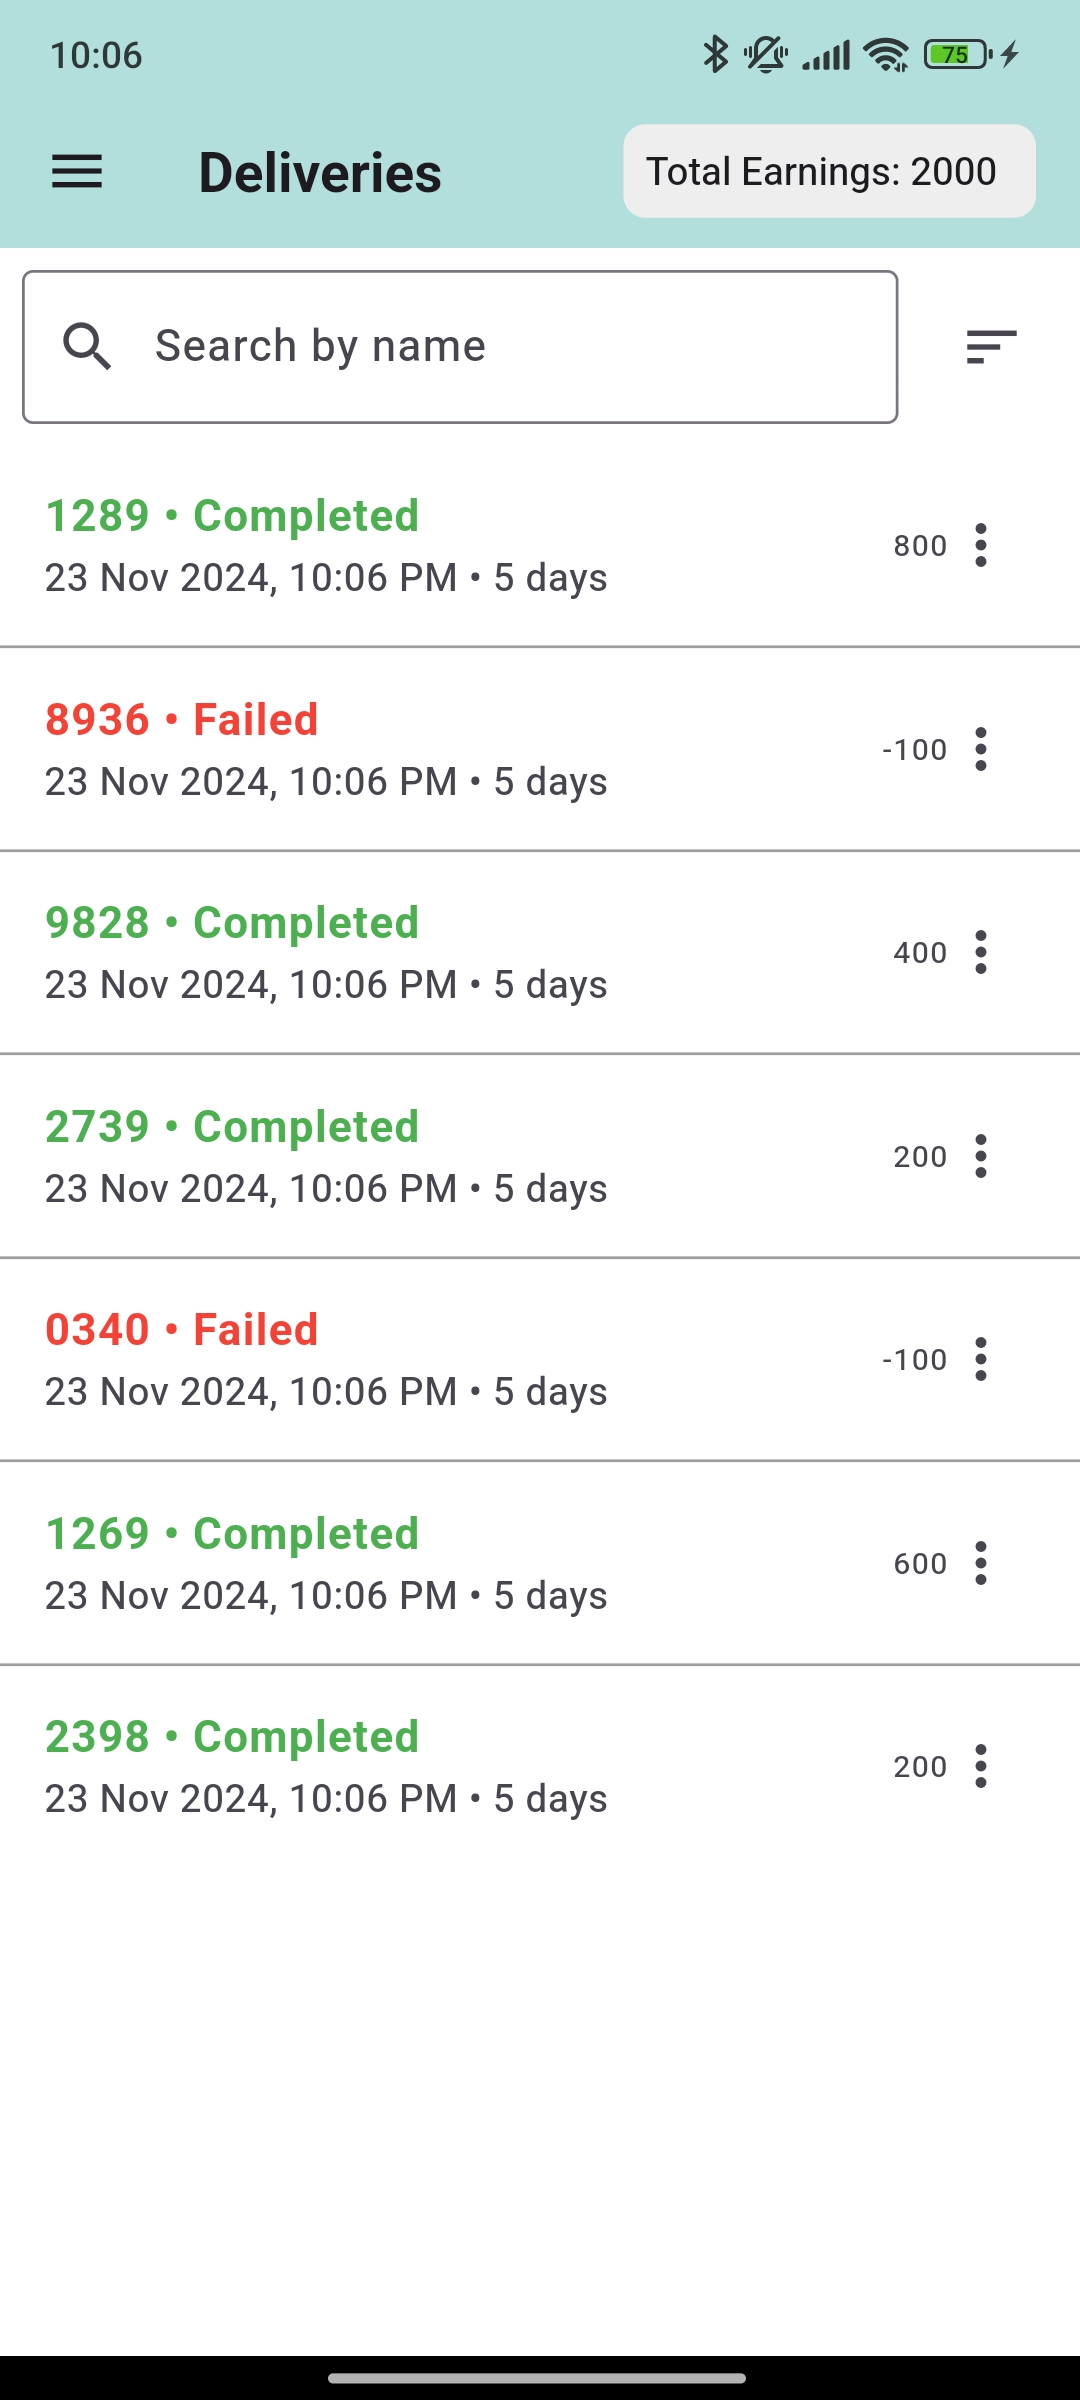 10:06
75
Deliveries
Total Earnings: 2000
Search by name
1289 • Completed
23 Nov 2024, 10:06 PM • 5 days
800
8936 • Failed
23 Nov 2024, 10:06 PM • 5 days
-100
9828 • Completed
23 Nov 2024, 10:06 PM • 5 days
400
2739 • Completed
23 Nov 2024, 10:06 PM • 5 days
200
0340 • Failed
23 Nov 2024, 10:06 PM • 5 days
-100
1269 • Completed
23 Nov 2024, 10:06 PM • 5 days
600
2398 • Completed
23 Nov 2024, 10:06 PM • 5 days
200